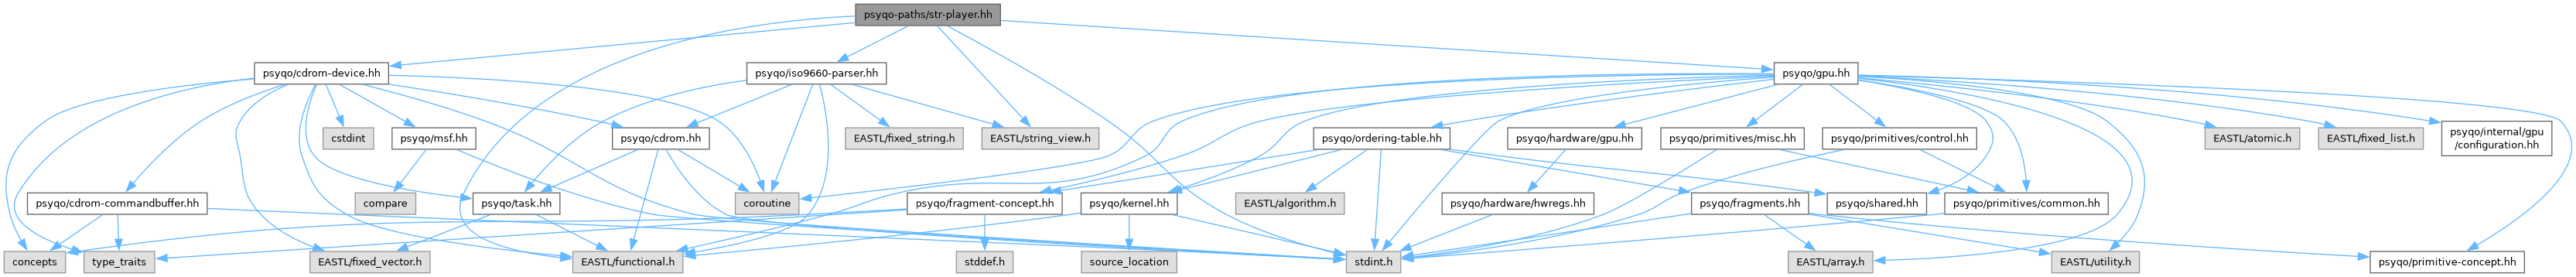 psyqo-paths/str-player.hh
psyqo/cdrom-device.hh
psyqo/iso9660-parser.hh
psyqo/gpu.hh
cstdint
psyqo/msf.hh
psyqo/cdrom.hh
EASTL/fixed_string.h
EASTL/string_view.h
psyqo/ordering-table.hh
psyqo/hardware/gpu.hh
psyqo/primitives/misc.hh
psyqo/primitives/control.hh
EASTL/atomic.h
EASTL/fixed_list.h
psyqo/internal/gpu
/configuration.hh
psyqo/cdrom-commandbuffer.hh
compare
psyqo/task.hh
coroutine
psyqo/fragment-concept.hh
psyqo/kernel.hh
EASTL/algorithm.h
psyqo/hardware/hwregs.hh
psyqo/fragments.hh
psyqo/shared.hh
psyqo/primitives/common.hh
concepts
type_traits
EASTL/fixed_vector.h
EASTL/functional.h
stddef.h
source_location
stdint.h
EASTL/array.h
EASTL/utility.h
psyqo/primitive-concept.hh